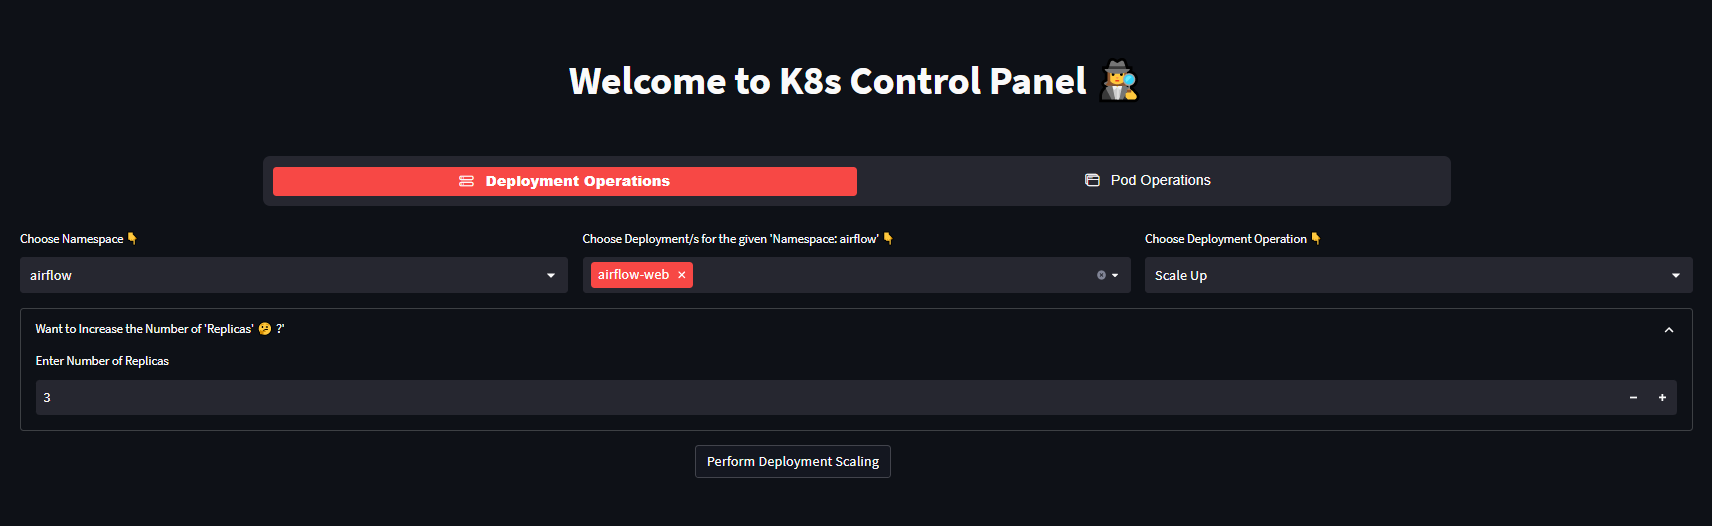 Welcome to K8s Control Panel
Deployment Operations
Pod Operations
Choose Namespace
Choose Deployment/s for the given 'Namespace: airflow'
Choose Deployment Operation
airflow
airflow-web
Scale Up
Want to Increase the Number of 'Replicas' 🤔 ?'
Enter Number of Replicas
3
Perform Deployment Scaling